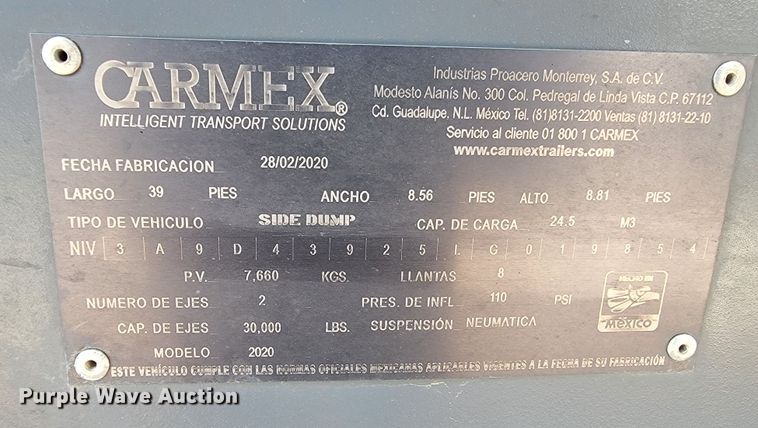 CARMEX®
INTELLIGENT TRANSPORT SOLUTIONS
Industrias Proacero Monterrey, S.A. de C.V.
Modesto Alanís No. 300 Col. Pedregal de Linda Vista C.P. 67112
Cd. Guadalupe. N.L. México Tel. (81)8131-2200 Ventas (81) 8131-22-10
Servicio al cliente 01 800 1 CARMEX
www.carmextrailers.com
FECHA FABRICACION 28/02/2020
LARGO 39 PIES ANCHO 8.56 PIES ALTO 8.81 PIES
TIPO DE VEHICULO SIDE DUMP CAP. DE CARGA 24.5 M3
NIV 3 A 9 D 4 3 9 2 5 L G 0 1 9 8 5 4
P.V. 7,660 KGS. LLANTAS 8
NUMERO DE EJES 2 PRES. DE INFL 110 PSI
CAP. DE EJES 30,000 LBS. SUSPENSIÓN NEUMATICA
MODELO 2020
HECHO EN
MÉXICO
ESTE VEHÍCULO CUMPLE CON LAS NORMAS OFICIALES MEXICANAS APLICABLES VIGENTES A LA FECHA DE SU FABRICACIÓN
Purple Wave Auction